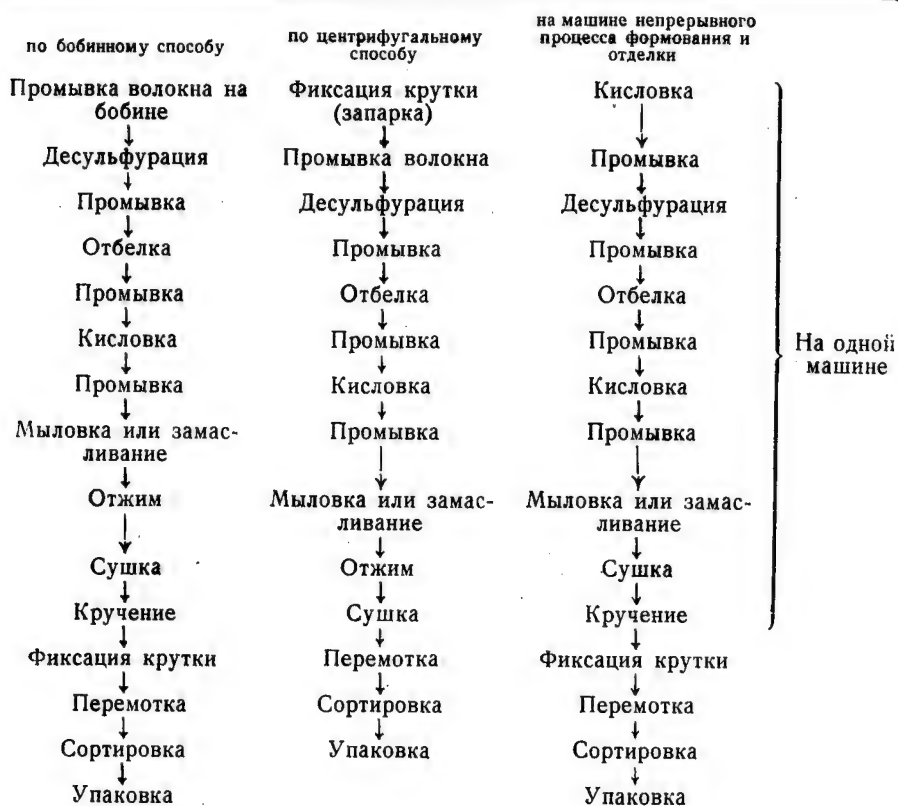 по бобинному способу
Промывка волокна на
бобине
Десульфурация
Промывка
Отбелка
Промывка
Кисловка
Промывка
Мыловка или замас-
ливание
Отжим
Сушка
Кручение
Фиксация крутки
Перемотка
Сортировка
Упаковка
по центрифугальному
способу
Фиксация крутки
(запарка)
Промывка волокна
Десульфурация
Промывка
Отбелка
Промывка
Кисловка
Промывка
Мыловка или замас-
ливание
Отжим
Сушка
Перемотка
Сортировка
Упаковка
на машине непрерывного
процесса формования и
отделки
Кисловка
Промывка
Десульфурация
Промывка
Отбелка
Промывка
Кисловка
Промывка
Мыловка или замас-
ливание
Сушка
Кручение
Фиксация крутки
Перемотка
Сортировка
Упаковка
На одной
машине